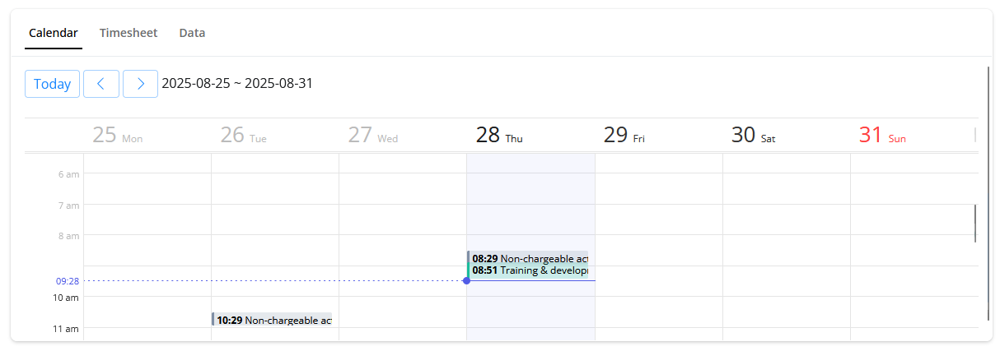 Calendar Timesheet Data
Today 2025-08-25 ~ 2025-08-31
25 Mon 26 Tue 27 Wed 28 Thu 29 Fri 30 Sat 31 Sun
6 am
7 am
8 am
08:29 Non-chargeable act
08:51 Training & develop
09:28
10 am
10:29 Non-chargeable act
11 am